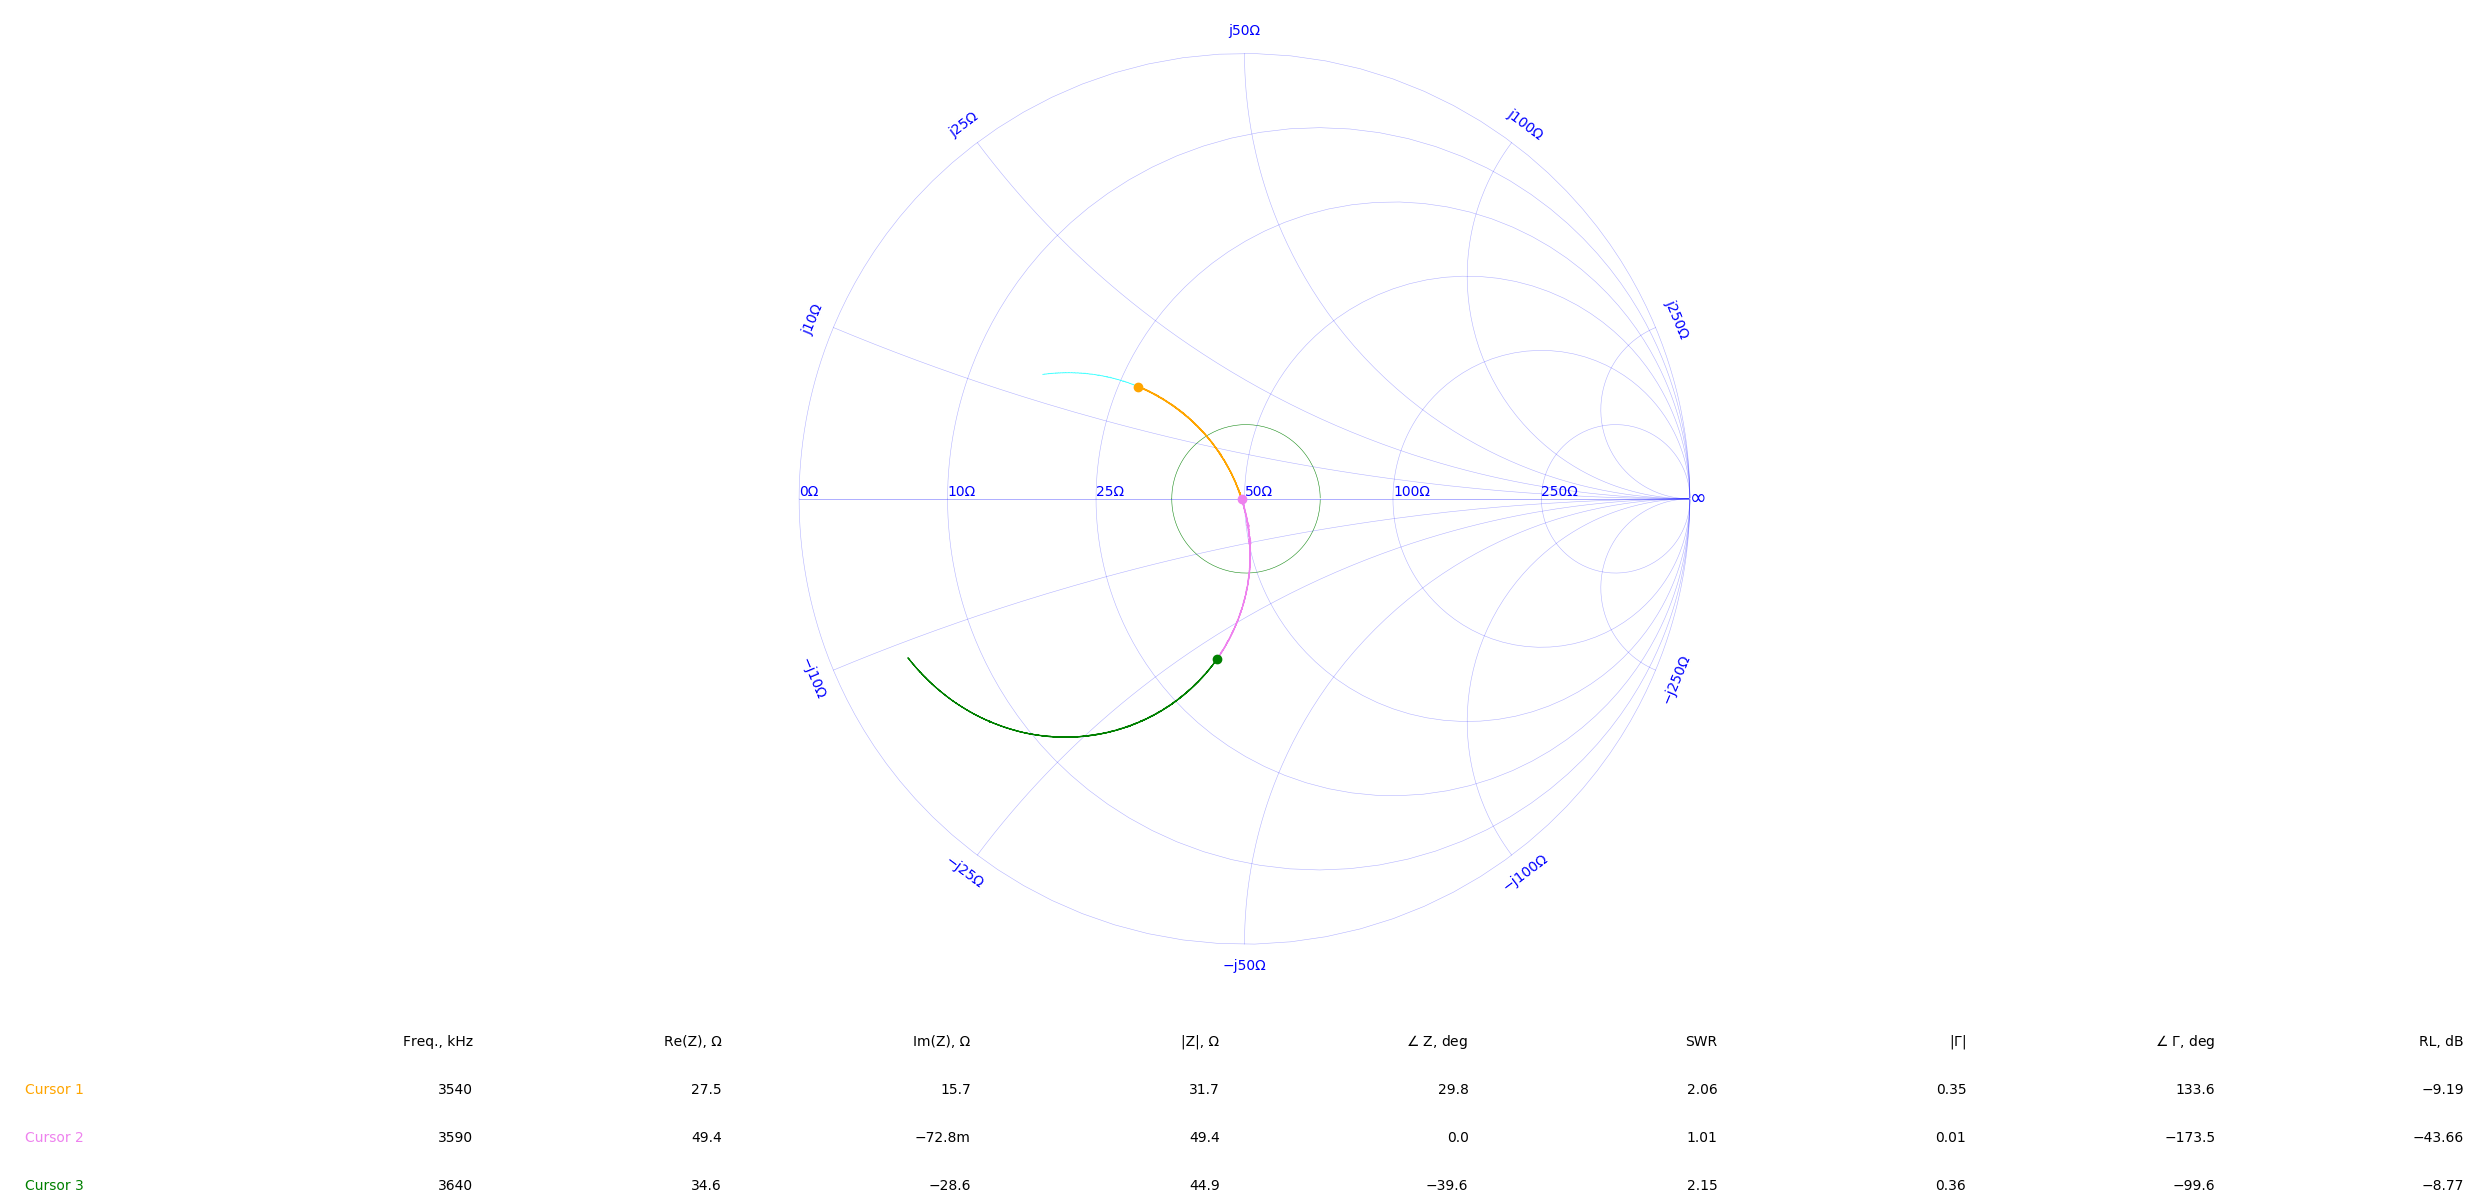 j50Ω
j25Ω
j100Ω
j10Ω
j250Ω
0Ω 10Ω 25Ω 50Ω 100Ω 250Ω ∞
−j10Ω
−j250Ω
−j25Ω
−j100Ω
−j50Ω
Freq., kHz Re(Z), Ω Im(Z), Ω |Z|, Ω ∠ Z, deg SWR |Γ| ∠ Γ, deg RL, dB
Cursor 1 3540 27.5 15.7 31.7 29.8 2.06 0.35 133.6 −9.19
Cursor 2 3590 49.4 −72.8m 49.4 0.0 1.01 0.01 −173.5 −43.66
Cursor 3 3640 34.6 −28.6 44.9 −39.6 2.15 0.36 −99.6 −8.77